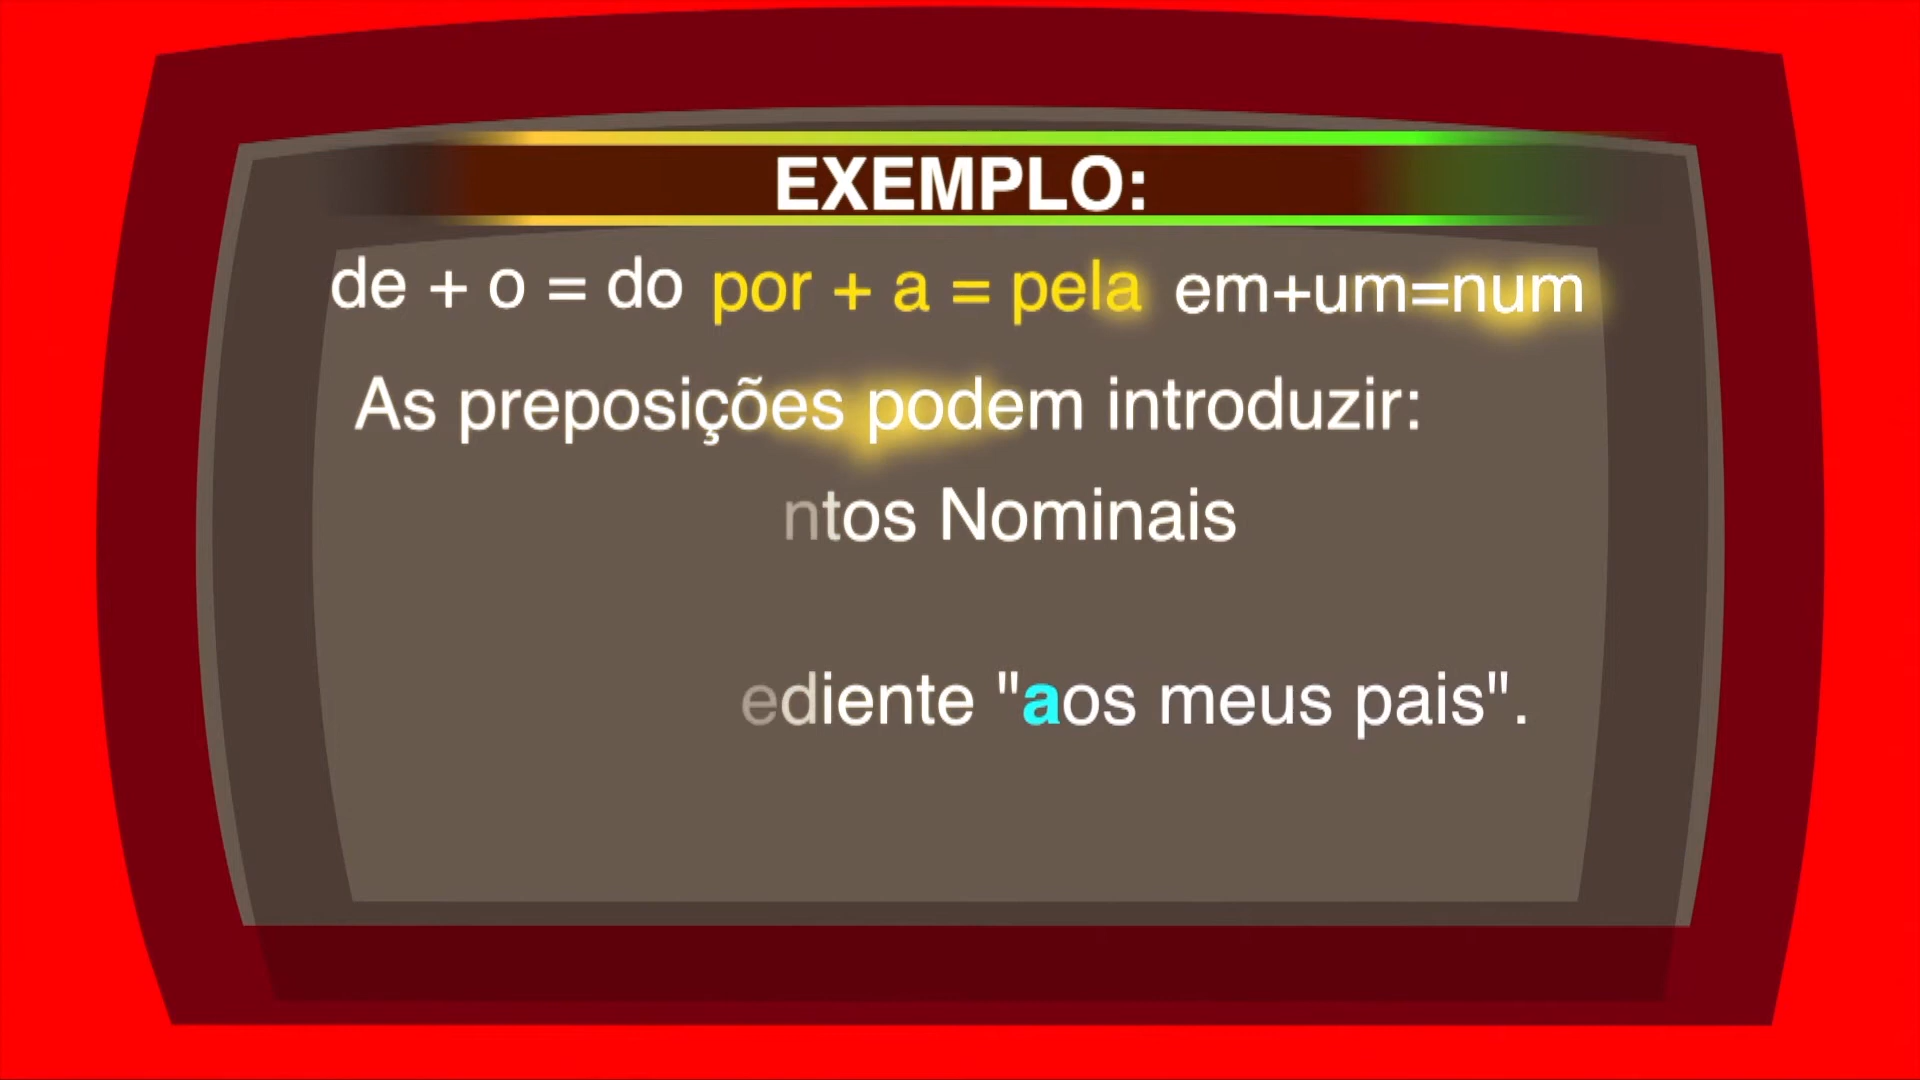 EXEMPLO:
de + o = do por + a = pela em+um=num
As preposições podem introduzir:
ntos Nominais
ediente "aos meus pais".